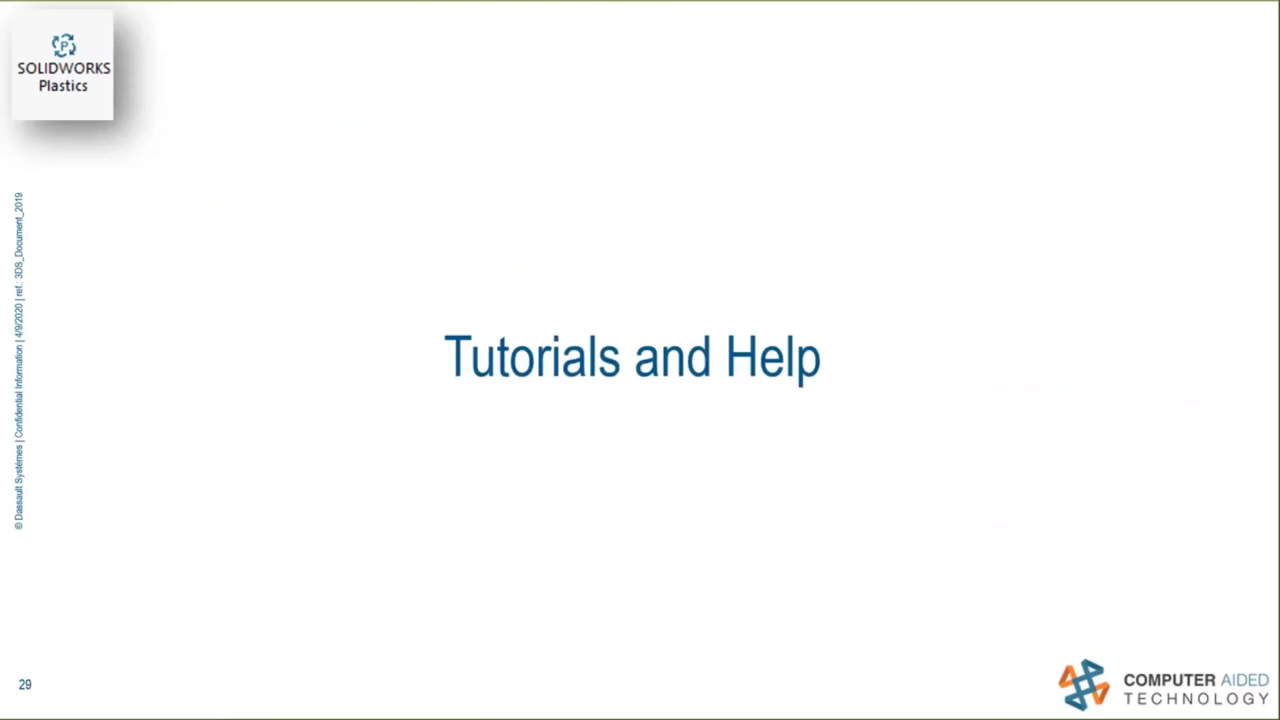 SOLIDWORKS
Plastics
© Dassault Systèmes | Confidential Information | 4/9/2020 | ref.: 3DS_Document_2019
Tutorials and Help
29
COMPUTER AIDED
TECHNOLOGY